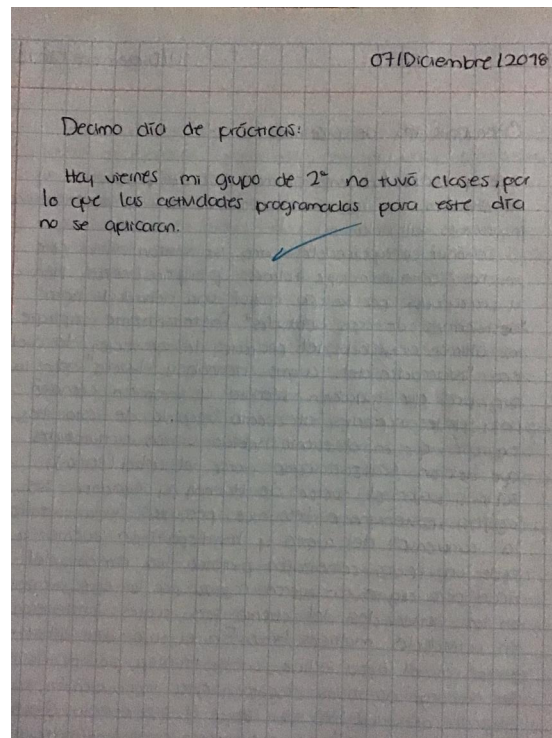 07/Diciembre/2018
Decimo día de prácticas:
Hoy viernes mi grupo de 2° no tuvó clases, por
lo que las actividades programadas para este día
no se aplicaron.